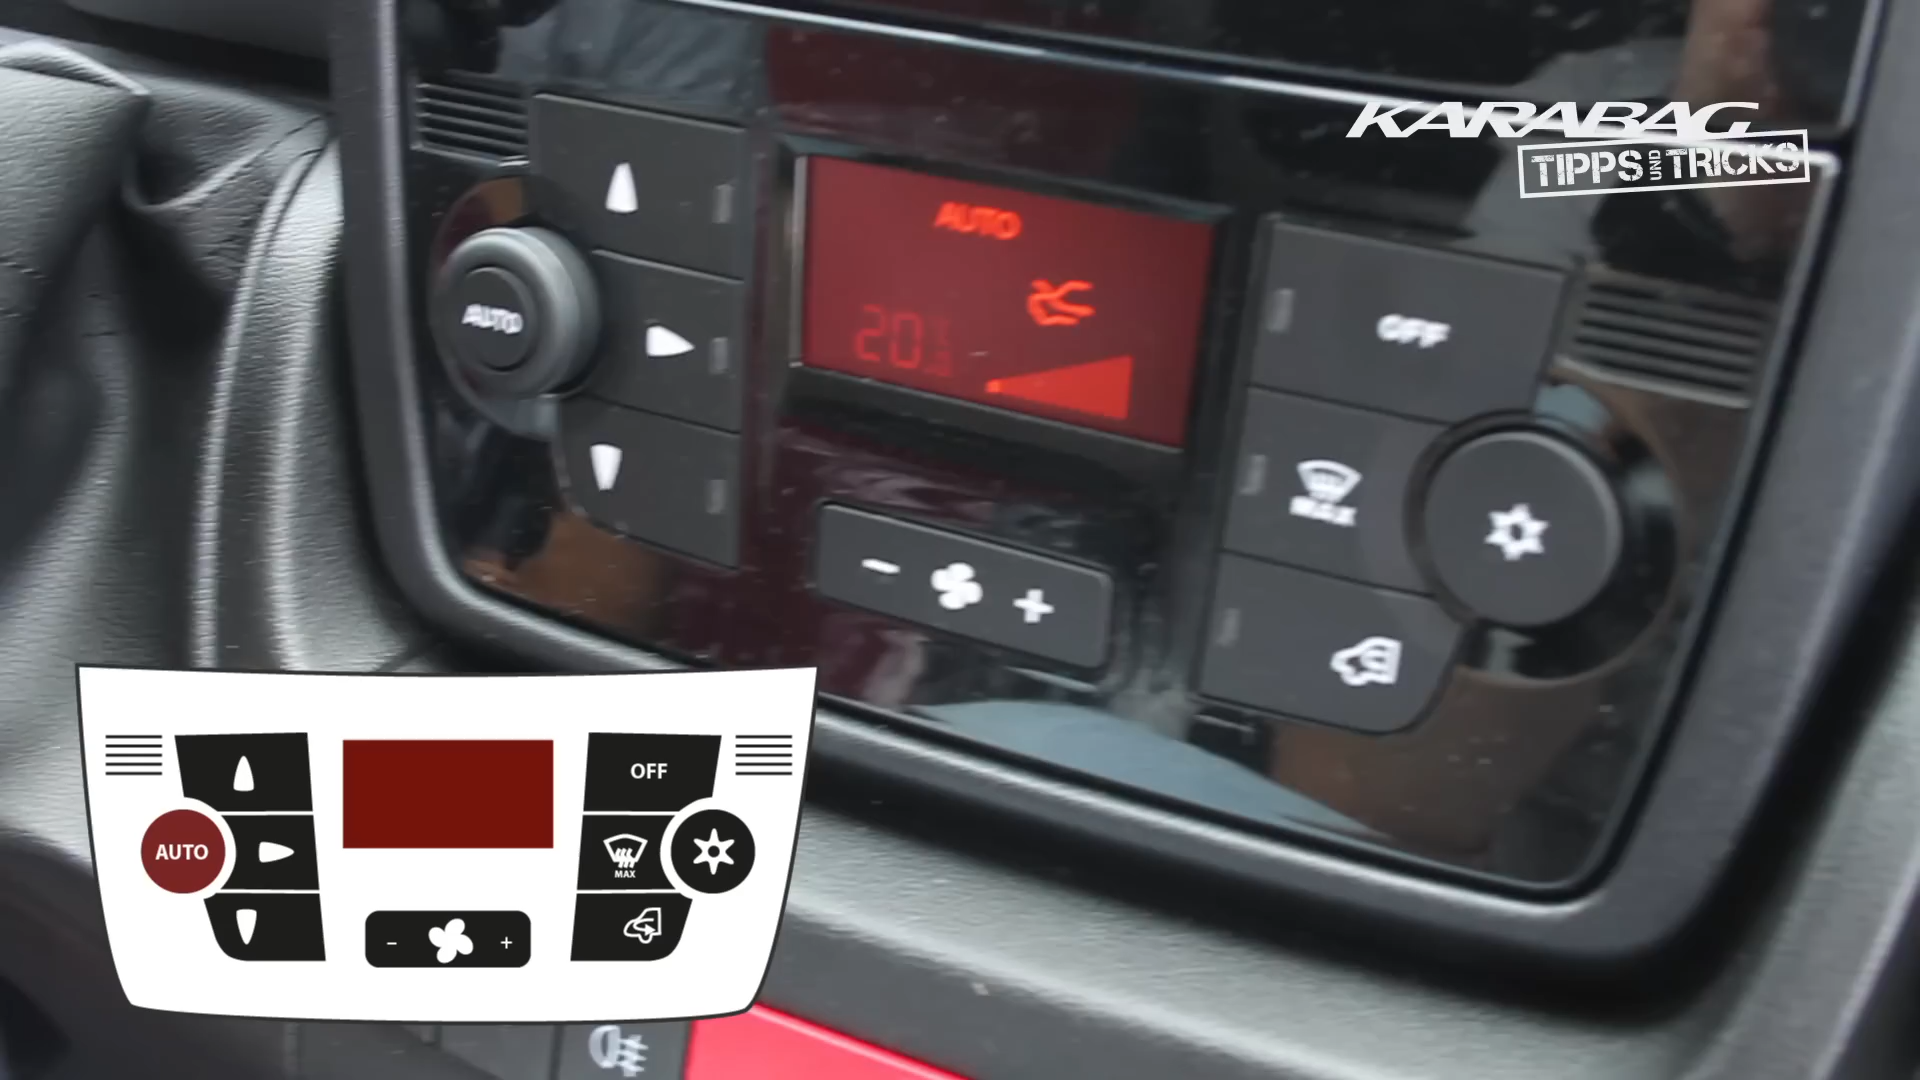 KARABAG
TIPPS UND TRICKS
AUTO
20
AUTO
OFF
MAX
- +
OFF
AUTO
MAX
- +